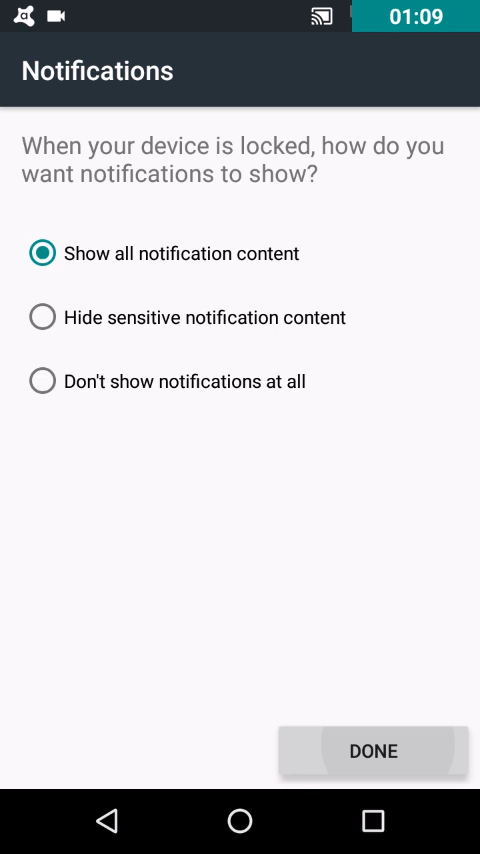 01:09
Notifications
When your device is locked, how do you
want notifications to show?
Show all notification content
Hide sensitive notification content
Don't show notifications at all
DONE